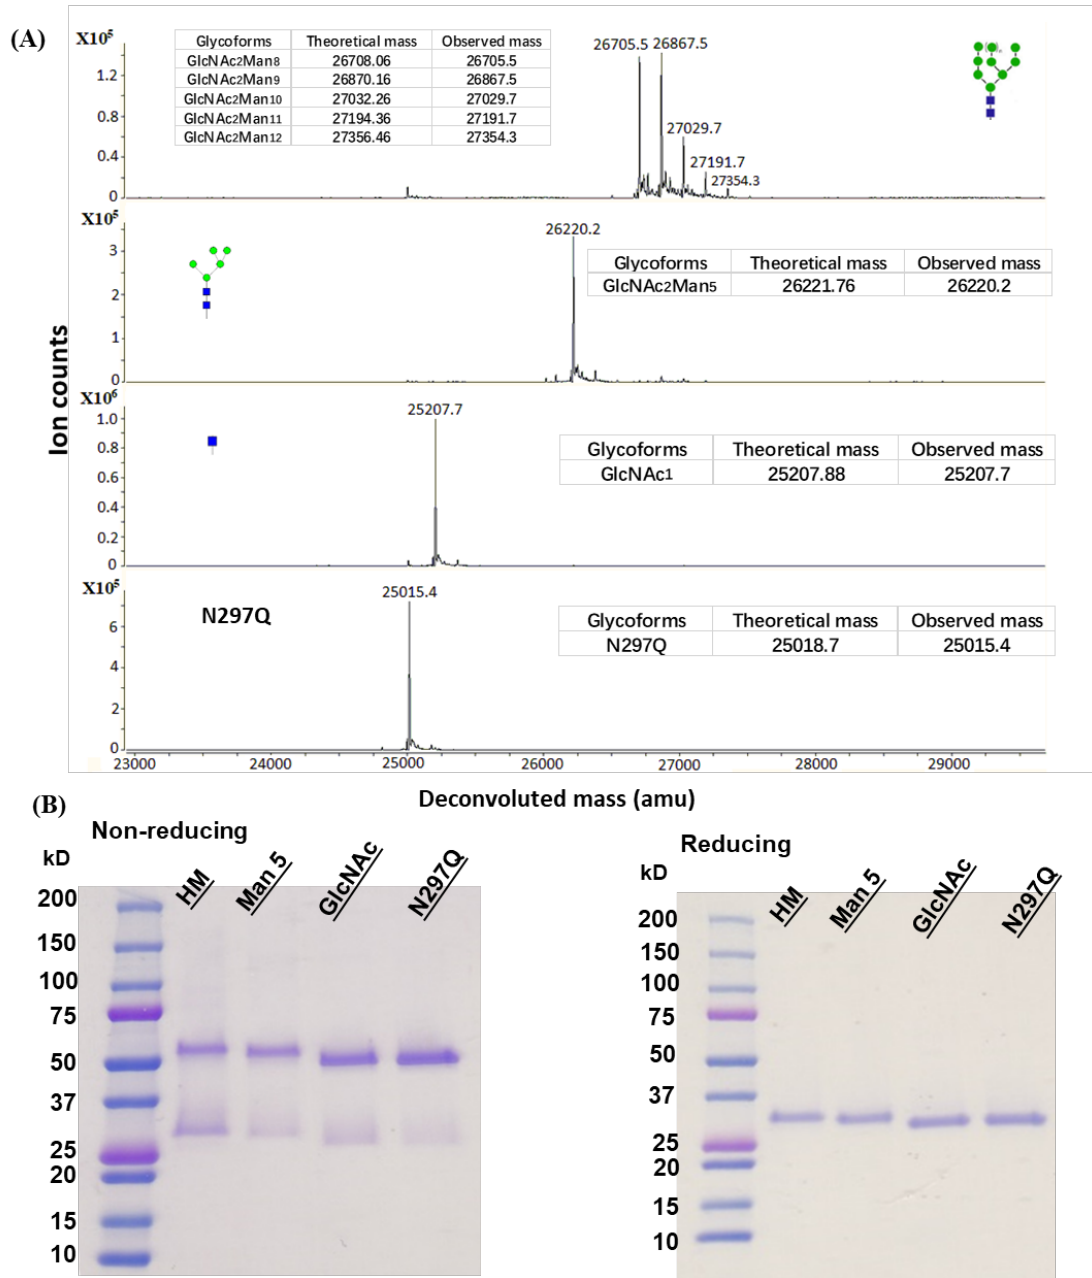 (A)
X10⁵
1.2
0.8
0.4
0
Glycoforms Theoretical mass Observed mass
GlcNAc2Man8 26708.06 26705.5
GlcNAc2Man9 26870.16 26867.5
GlcNAc2Man10 27032.26 27029.7
GlcNAc2Man11 27194.36 27191.7
GlcNAc2Man12 27356.46 27354.3
26705.5 26867.5
27029.7
27191.7
27354.3
X10⁵
3
2
1
0
26220.2
Glycoforms Theoretical mass Observed mass
GlcNAc2Man5 26221.76 26220.2
Ion counts
X10⁶
1.0
0.8
0.6
0.4
0.2
0
25207.7
Glycoforms Theoretical mass Observed mass
GlcNAc1 25207.88 25207.7
X10⁵
6
4
2
0
N297Q
25015.4
Glycoforms Theoretical mass Observed mass
N297Q 25018.7 25015.4
23000 24000 25000 26000 27000 28000 29000
Deconvoluted mass (amu)
(B)
Non-reducing
kD
HM Man 5 GlcNAc N297Q
200
150
100
75
50
37
25
20
15
10
Reducing
kD
HM Man 5 GlcNAc N297Q
200
150
100
75
50
37
25
20
15
10